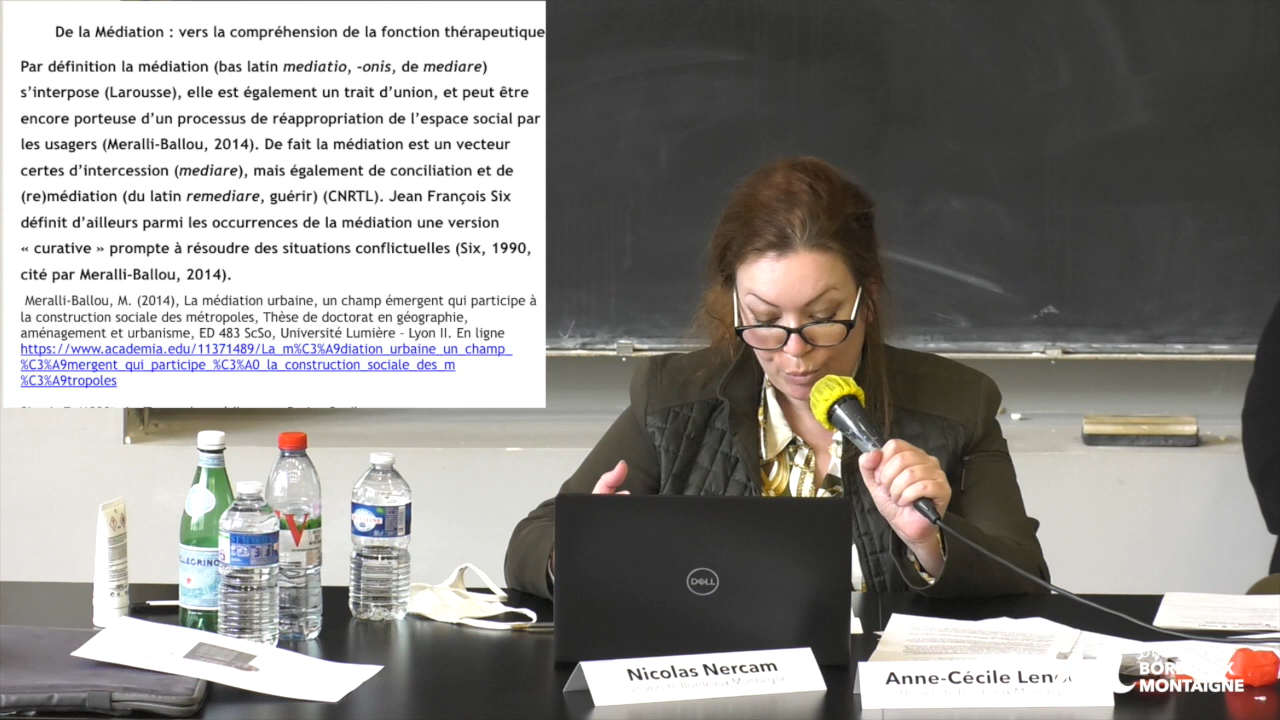 De la Médiation : vers la compréhension de la fonction thérapeutique
Par définition la médiation (bas latin mediatio, -onis, de mediare)
s'interpose (Larousse), elle est également un trait d'union, et peut être
encore porteuse d'un processus de réappropriation de l'espace social par
les usagers (Meralli-Ballou, 2014). De fait la médiation est un vecteur
certes d'intercession (mediare), mais également de conciliation et de
(re)médiation (du latin remediare, guérir) (CNRTL). Jean François Six
définit d'ailleurs parmi les occurrences de la médiation une version
« curative » prompte à résoudre des situations conflictuelles (Six, 1990,
cité par Meralli-Ballou, 2014).
Meralli-Ballou, M. (2014), La médiation urbaine, un champ émergent qui participe à
la construction sociale des métropoles, Thèse de doctorat en géographie,
aménagement et urbanisme, ED 483 ScSo, Université Lumière - Lyon II. En ligne
https://www.academia.edu/11371489/La_m%C3%A9diation_urbaine_un_champ_
%C3%A9mergent_qui_participe_%C3%A0_la_construction_sociale_des_m
%C3%A9tropoles
DELL
Nicolas Nercam
Anne-Cécile
BORDEAUX
MONTAIGNE